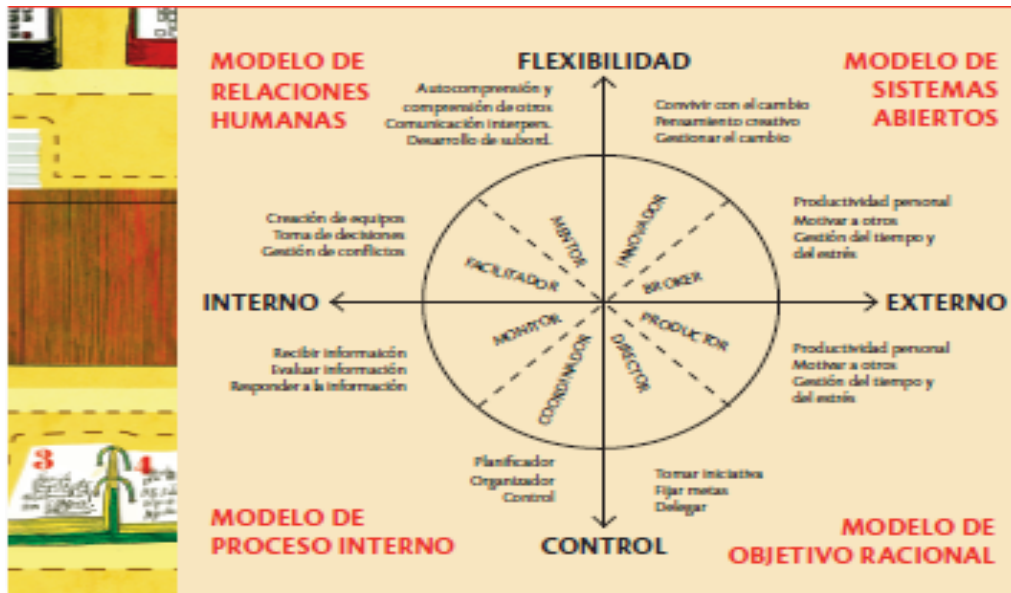 FLEXIBILIDAD
MODELO DE
RELACIONES
HUMANAS
Autocomprensión y
comprensión de otros
Comunicación Interpers.
Desarrollo de subord.
Convivir con el cambio
Pensamiento creativo
Gestionar el cambio
MODELO DE
SISTEMAS
ABIERTOS
Creación de equipos
Toma de decisiones
Gestión de conflictos
MENTOR
INNOVADOR
FACILITADOR
BROKER
Productividad personal
Motivar a otros
Gestión del tiempo y
del estrés
INTERNO
EXTERNO
MONITOR
COORDINADOR
DIRECTOR
PRODUCTOR
Recibir informaicón
Evaluar información
Responder a la información
Productividad personal
Motivar a otros
Gestión del tiempo y
del estrés
Planificador
Organizador
Control
Tomar iniciativa
Fijar metas
Delegar
MODELO DE
PROCESO INTERNO
CONTROL
MODELO DE
OBJETIVO RACIONAL
3
4